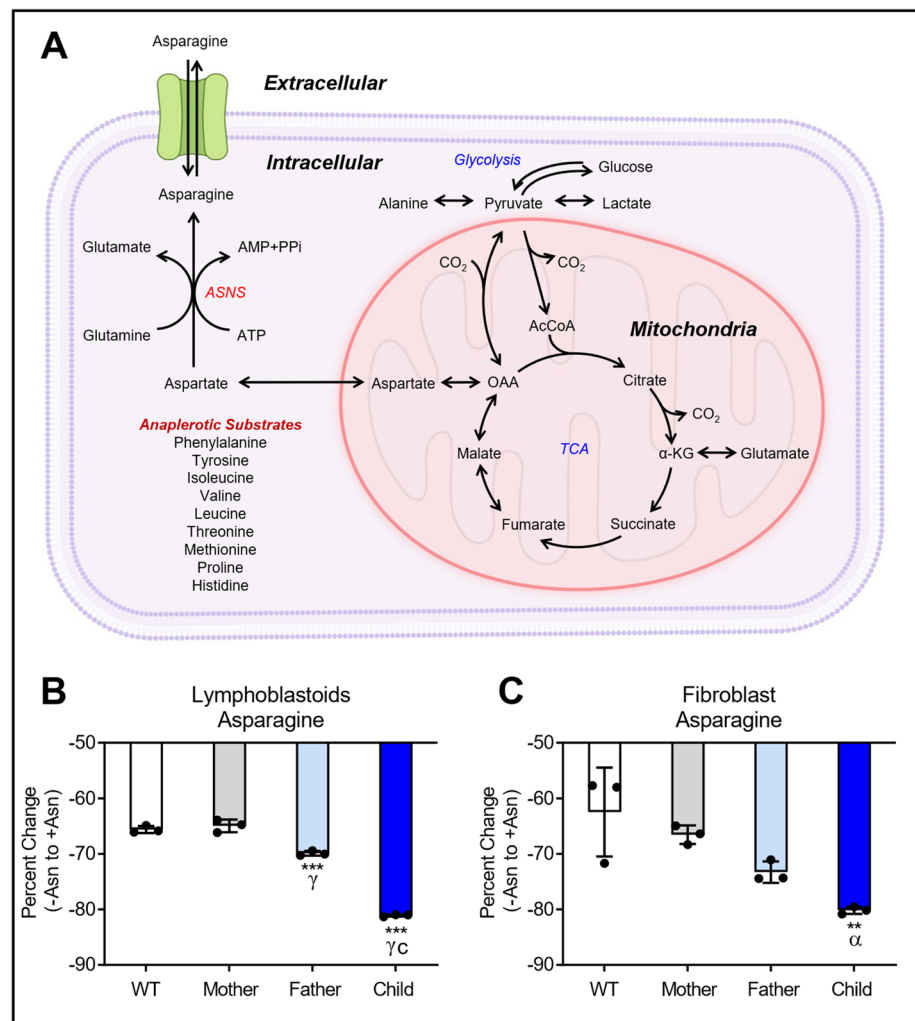 A
Asparagine
Extracellular
Intracellular
Asparagine
Glycolysis
Glucose
Alanine
Pyruvate
Lactate
Glutamate
AMP+PPi
CO2
CO2
ASNS
AcCoA
Mitochondria
Glutamine
ATP
Aspartate
Aspartate
OAA
Citrate
CO2
Anaplerotic Substrates
Phenylalanine
Tyrosine
Isoleucine
Valine
Leucine
Threonine
Methionine
Proline
Histidine
Malate
TCA
α-KG
Glutamate
Fumarate
Succinate
B
Lymphoblastoids
Asparagine
Percent Change
(-Asn to +Asn)
-50
-60
-70
-80
-90
***
γ
***
γc
WT
Mother
Father
Child
C
Fibroblast
Asparagine
Percent Change
(-Asn to +Asn)
-50
-60
-70
-80
-90
**
α
WT
Mother
Father
Child